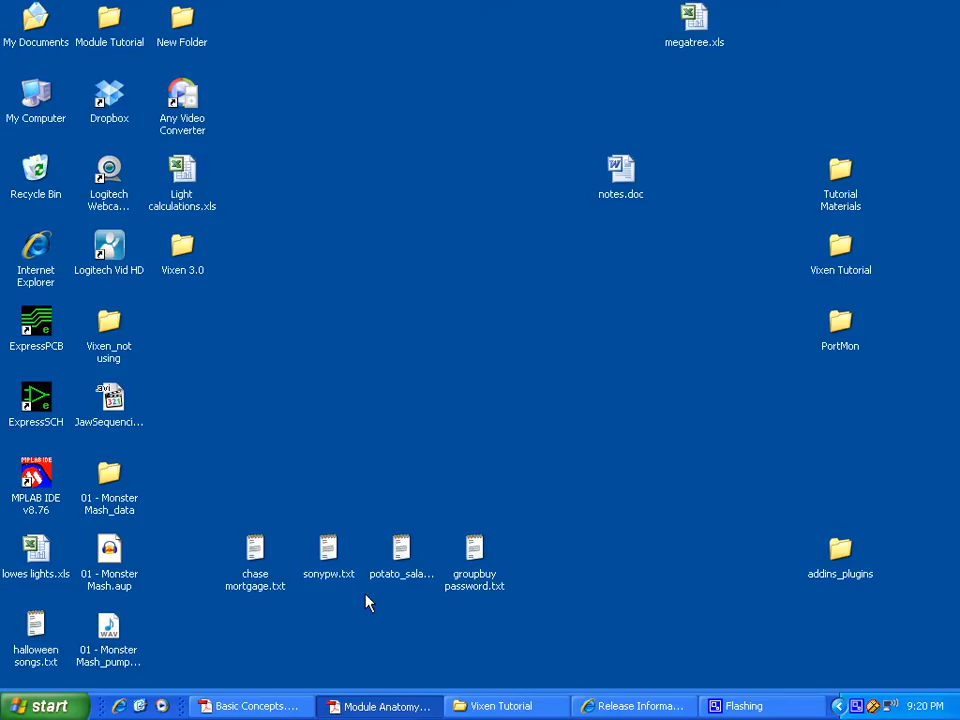 My Documents
Module Tutorial
New Folder
megatree.xls
My Computer
Dropbox
Any Video
Converter
Recycle Bin
Logitech
Webca...
Light
calculations.xls
notes.doc
Tutorial
Materials
Internet
Explorer
Logitech Vid HD
Vixen 3.0
Vixen Tutorial
ExpressPCB
Vixen_not
using
PortMon
ExpressSCH
JawSequenci...
MPLAB IDE
MPLAB IDE
v8.76
01 - Monster
Mash_data
lowes lights.xls
01 - Monster
Mash.aup
chase
mortgage.txt
sonypw.txt
potato_sala...
groupbuy
password.txt
addins_plugins
halloween
songs.txt
WAV
01 - Monster
Mash_pump...
start
Basic Concepts....
Module Anatomy...
Vixen Tutorial
Release Informa...
Flashing
9:20 PM